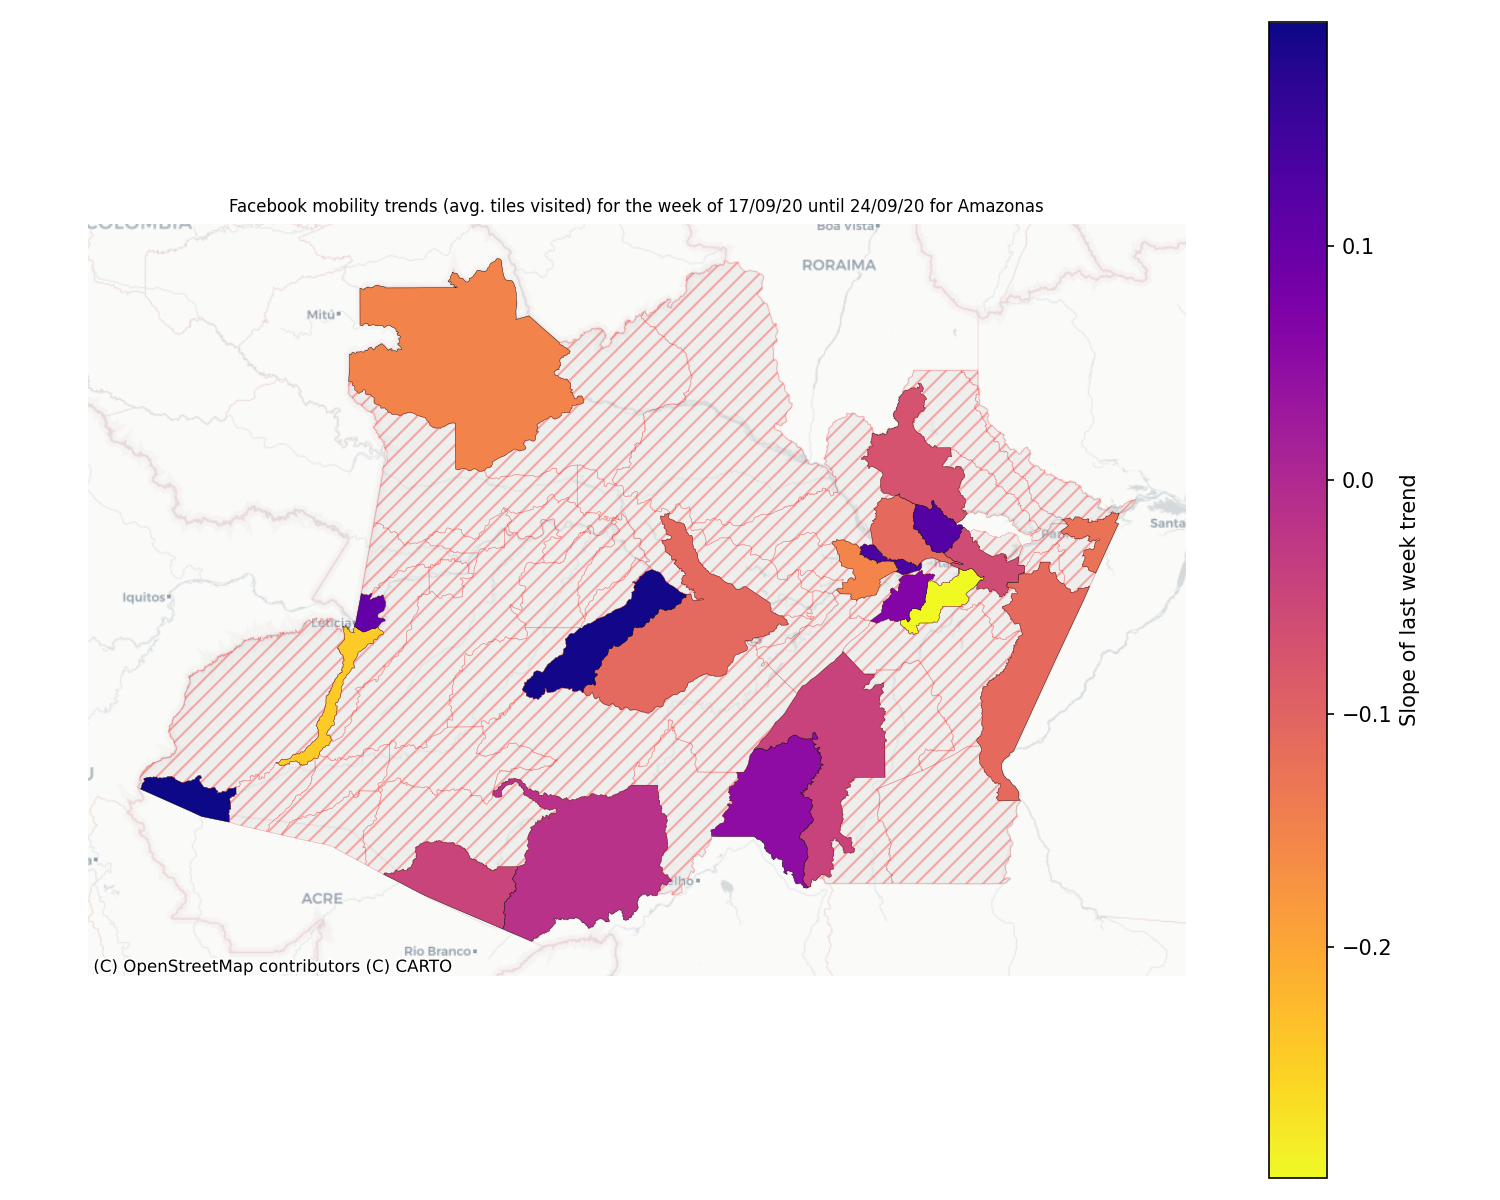 Facebook mobility trends (avg. tiles visited) for the week of 17/09/20 until 24/09/20 for Amazonas
COLOMBIA
Boa Vista
RORAIMA
Mitú
0.1
0.0
Santa
Iquitos
Leticia
−0.1
Slope of last week trend
−0.2
ACRE
Rio Branco
(C) OpenStreetMap contributors (C) CARTO